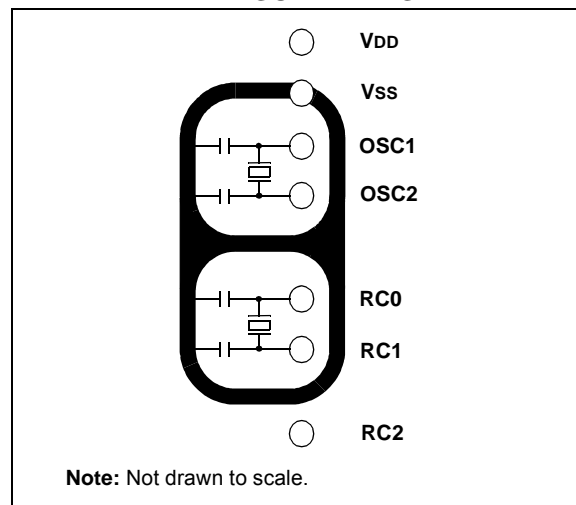 VDD
VSS
OSC1
OSC2
RC0
RC1
RC2
Note: Not drawn to scale.